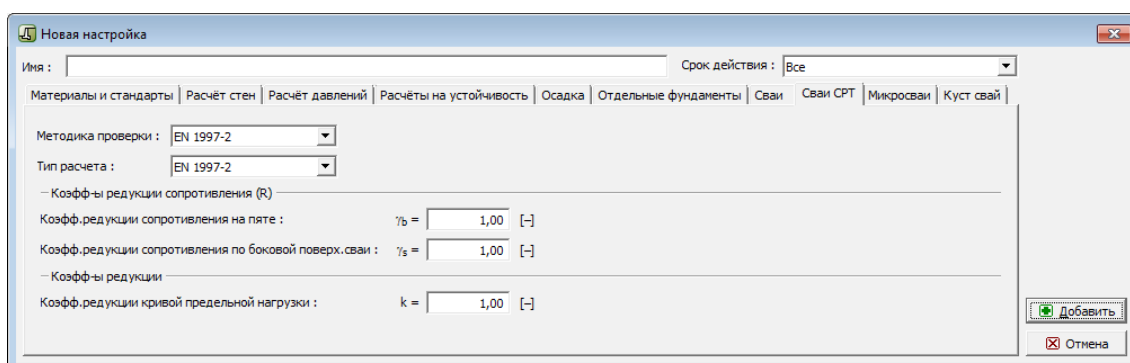 Новая настройка
Имя : Срок действия : Все
Материалы и стандарты Расчёт стен Расчёт давлений Расчёты на устойчивость Осадка Отдельные фундаменты Сваи Сваи СРТ Микросваи Куст свай
Методика проверки : EN 1997-2
Тип расчета : EN 1997-2
Коэфф-ы редукции сопротивления (R)
Коэфф.редукции сопротивления на пяте : γb = 1,00 [–]
Коэфф.редукции сопротивления по боковой поверх.сваи : γs = 1,00 [–]
Коэфф-ы редукции
Коэфф.редукции кривой предельной нагрузки : k = 1,00 [–]
Добавить
Отмена